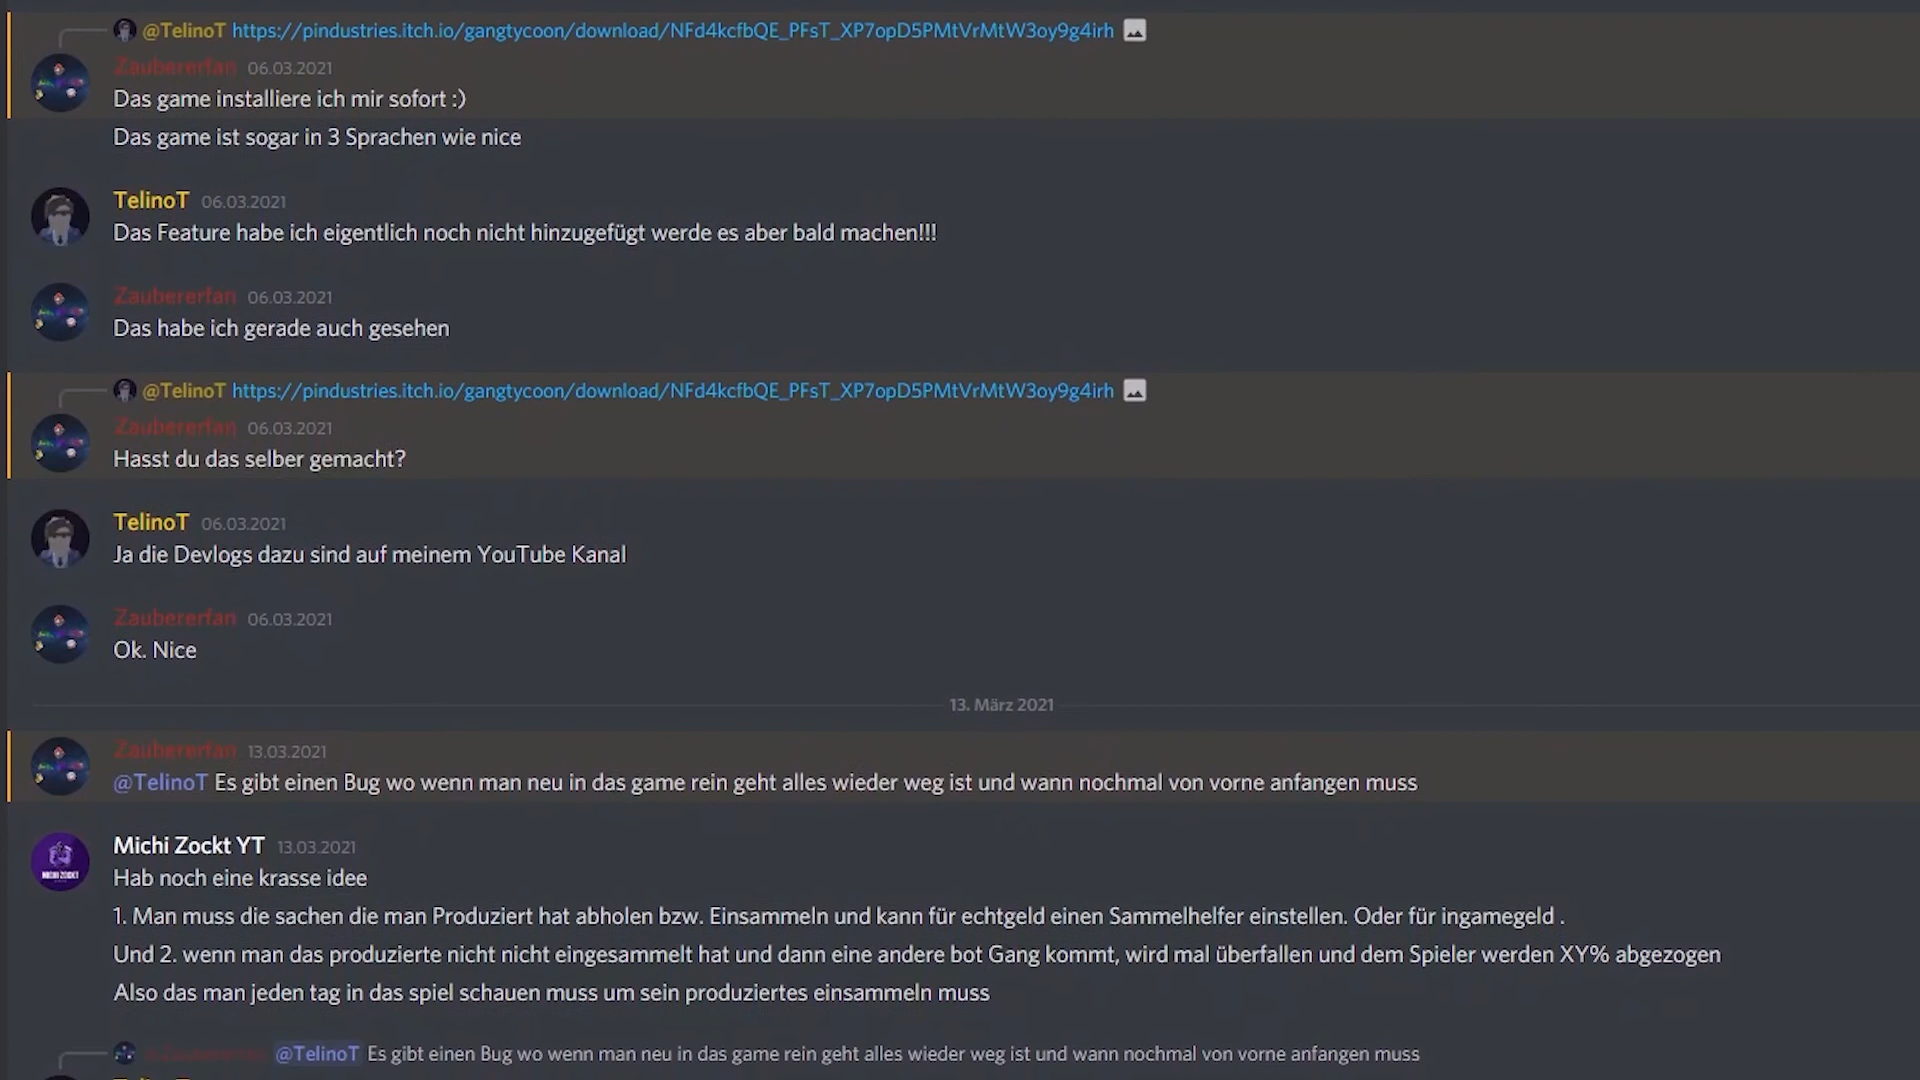 @TelinoT https://pindustries.itch.io/gangtycoon/download/NFd4kcfbQE_PFsT_XP7opD5PMtVrMtW3oy9g4irh
Zaubererfan 06.03.2021
Das game installiere ich mir sofort :)
Das game ist sogar in 3 Sprachen wie nice
TelinoT 06.03.2021
Das Feature habe ich eigentlich noch nicht hinzugefügt werde es aber bald machen!!!
Zaubererfan 06.03.2021
Das habe ich gerade auch gesehen
@TelinoT https://pindustries.itch.io/gangtycoon/download/NFd4kcfbQE_PFsT_XP7opD5PMtVrMtW3oy9g4irh
Zaubererfan 06.03.2021
Hasst du das selber gemacht?
TelinoT 06.03.2021
Ja die Devlogs dazu sind auf meinem YouTube Kanal
Zaubererfan 06.03.2021
Ok. Nice
13. März 2021
Zaubererfan 13.03.2021
@TelinoT Es gibt einen Bug wo wenn man neu in das game rein geht alles wieder weg ist und wann nochmal von vorne anfangen muss
MICHI ZOCKT
Michi Zockt YT 13.03.2021
Hab noch eine krasse idee
1. Man muss die sachen die man Produziert hat abholen bzw. Einsammeln und kann für echtgeld einen Sammelhelfer einstellen. Oder für ingamegeld .
Und 2. wenn man das produzierte nicht nicht eingesammelt hat und dann eine andere bot Gang kommt, wird mal überfallen und dem Spieler werden XY% abgezogen
Also das man jeden tag in das spiel schauen muss um sein produziertes einsammeln muss
@TelinoT Es gibt einen Bug wo wenn man neu in das game rein geht alles wieder weg ist und wann nochmal von vorne anfangen muss